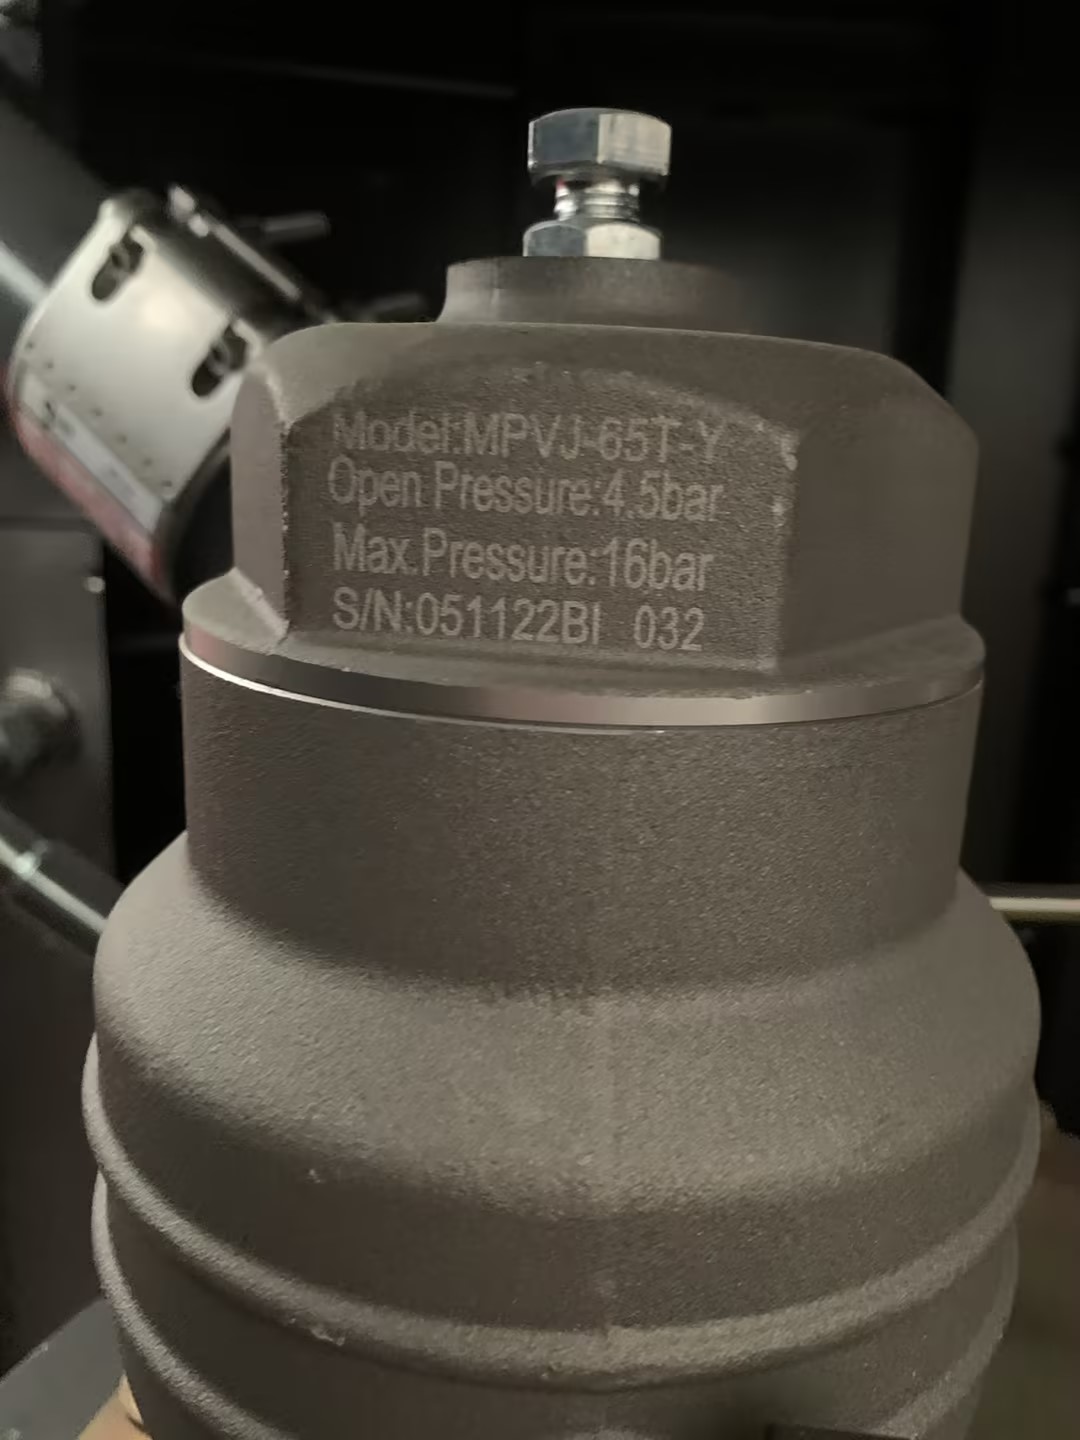 Model:MPVJ-65T-Y
Open Pressure:4.5bar
Max.Pressure:16bar
S/N:051122BI 032